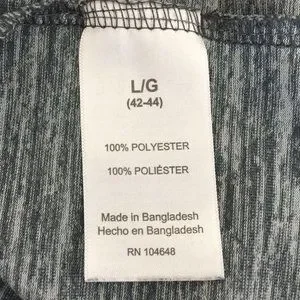 L/G
(42-44)
100% POLYESTER
100% POLIÉSTER
Made in Bangladesh
Hecho en Bangladesh
RN 104648